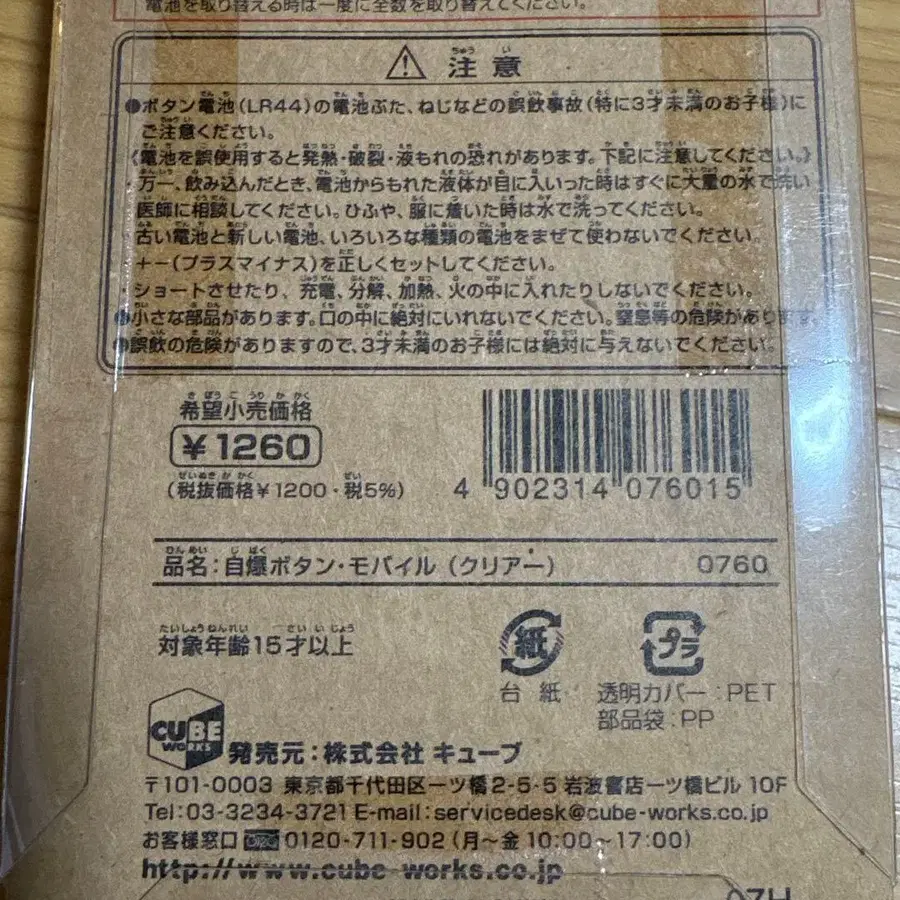 電池を取り替える時は一度に全数を取り替えてください。
⚠ 注意
●ボタン電池(LR44)の電池ぶた、ねじなどの誤飲事故(特に3才未満のお子様)に
ご注意ください。
《電池を誤使用すると発熱・破裂・液もれの恐れがあります。下記に注意してください。》
・万一、飲み込んだとき、電池からもれた液体が目に入いった時はすぐに大量の水で洗い
医師に相談してください。ひふや、服に着いた時は水で洗ってください。
・古い電池と新しい電池、いろいろな種類の電池をまぜて使わないでください。
・+-(プラスマイナス)を正しくセットしてください。
・ショートさせたり、充電、分解、加熱、火の中に入れたりしないでください。
●小さな部品があります。口の中に絶対にいれないでください。窒息等の危険があります。
●誤飲の危険がありますので、3才未満のお子様には絶対に与えないでください。
希望小売価格
¥1260
(税抜価格¥1200・税5%)
4 902314 076015
品名:自爆ボタン・モバイル(クリアー) 0760
対象年齢15才以上
紙
台紙
プラ
透明カバー:PET
部品袋:PP
CUBE WORKS
発売元:株式会社 キューブ
〒101-0003 東京都千代田区一ツ橋2-5-5 岩波書店一ツ橋ビル 10F
Tel:03-3234-3721 E-mail:servicedesk@cube-works.co.jp
お客様窓口 0120-711-902(月〜金 10:00〜17:00)
http://www.cube-works.co.jp
07H